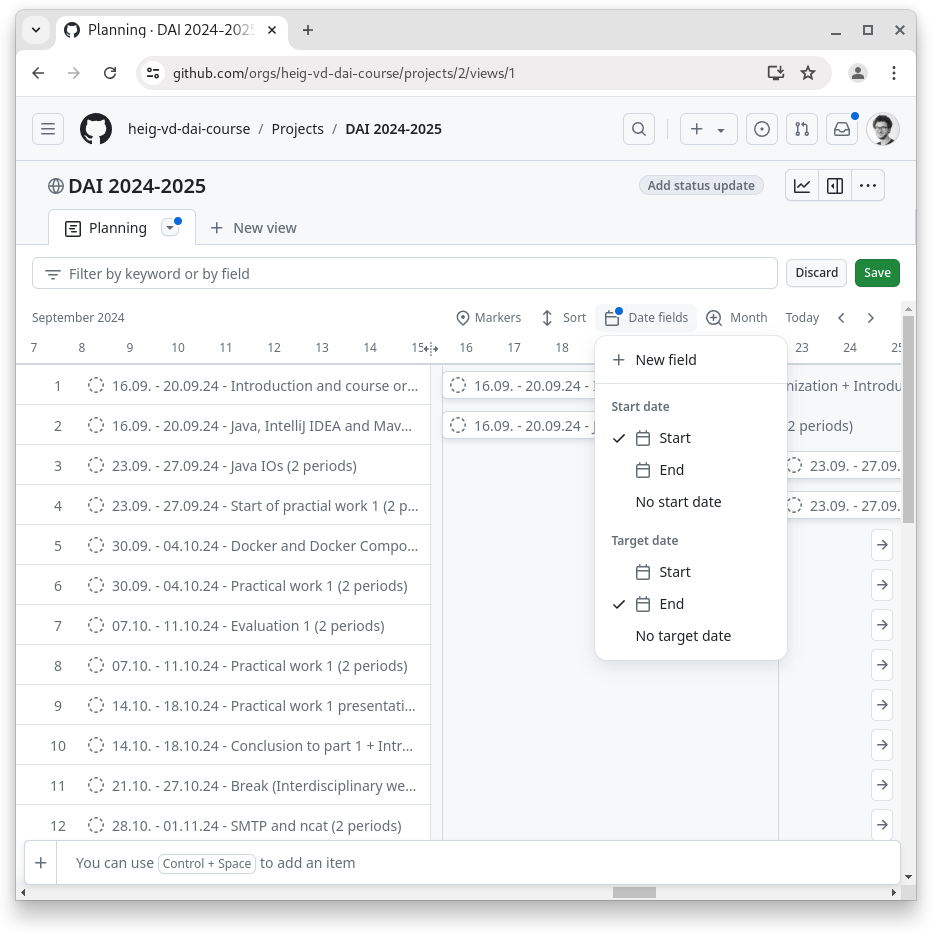 Planning · DAI 2024-2025
github.com/orgs/heig-vd-dai-course/projects/2/views/1
heig-vd-dai-course / Projects / DAI 2024-2025
DAI 2024-2025 Add status update
Planning New view
Filter by keyword or by field Discard Save
September 2024 Markers Sort Date fields Month Today
7 8 9 10 11 12 13 14 15 16 17 18 23 24 25
New field
Start date
Start
End
No start date
Target date
Start
End
No target date
1 16.09. - 20.09.24 - Introduction and course or... 16.09. - 20.09.24 - nization + Introdu
2 16.09. - 20.09.24 - Java, IntelliJ IDEA and Mav... 16.09. - 20.09.24 - 2 periods)
3 23.09. - 27.09.24 - Java IOs (2 periods) 23.09. - 27.09.
4 23.09. - 27.09.24 - Start of practial work 1 (2 p... 23.09. - 27.09.
5 30.09. - 04.10.24 - Docker and Docker Compo...
6 30.09. - 04.10.24 - Practical work 1 (2 periods)
7 07.10. - 11.10.24 - Evaluation 1 (2 periods)
8 07.10. - 11.10.24 - Practical work 1 (2 periods)
9 14.10. - 18.10.24 - Practical work 1 presentati...
10 14.10. - 18.10.24 - Conclusion to part 1 + Intr...
11 21.10. - 27.10.24 - Break (Interdisciplinary we...
12 28.10. - 01.11.24 - SMTP and ncat (2 periods)
You can use Control + Space to add an item